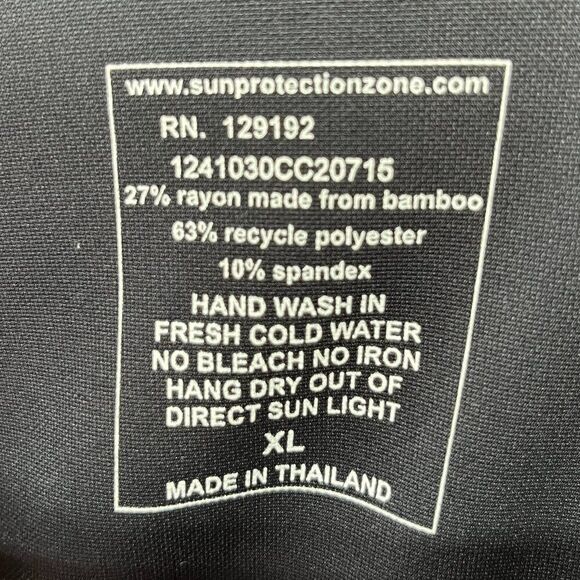 www.sunprotectionzone.com
RN. 129192
1241030CC20715
27% rayon made from bamboo
63% recycle polyester
10% spandex
HAND WASH IN
FRESH COLD WATER
NO BLEACH NO IRON
HANG DRY OUT OF
DIRECT SUN LIGHT
XL
MADE IN THAILAND